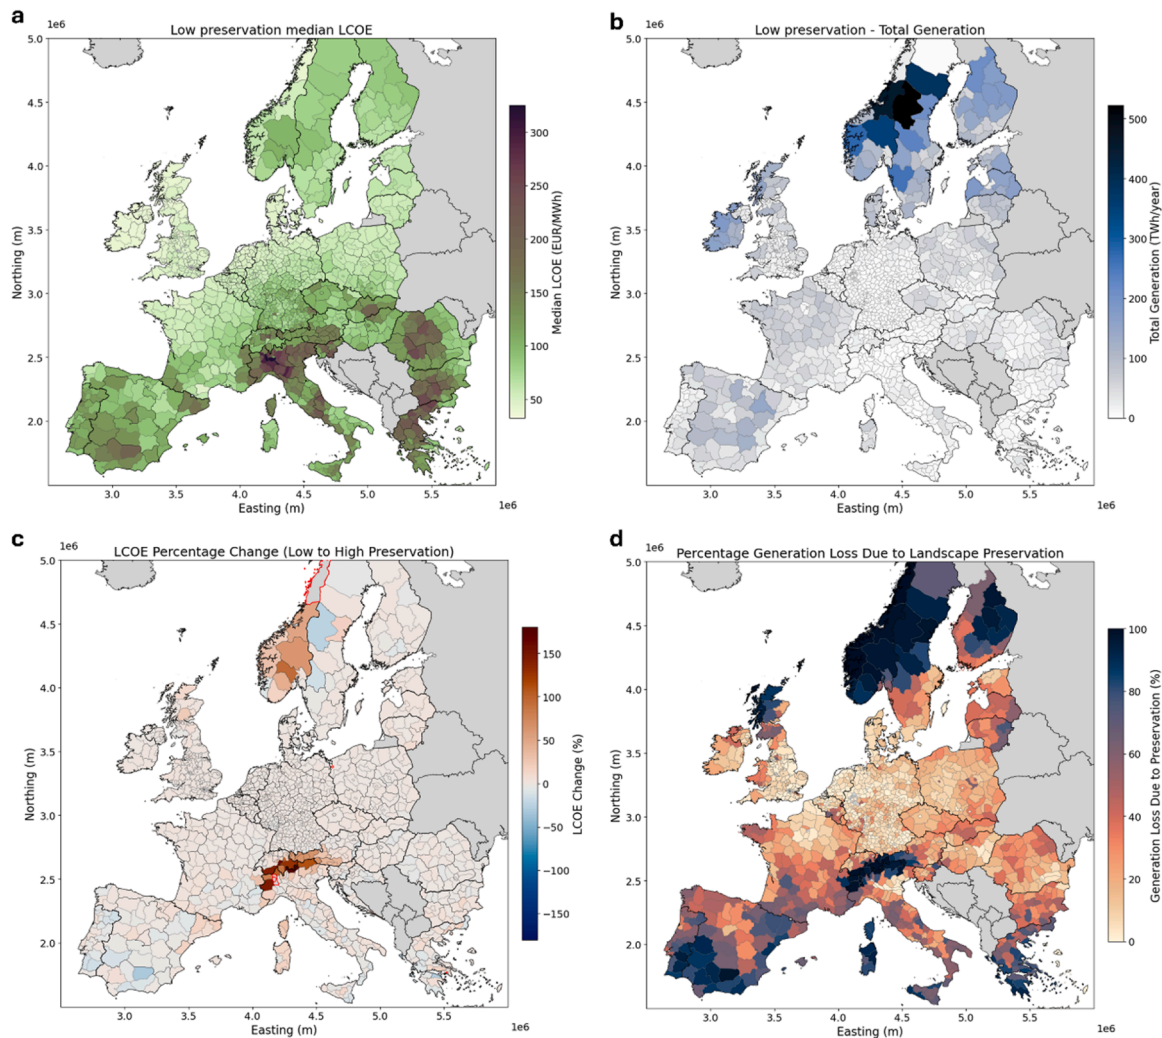 a
1e6
Low preservation median LCOE
5.0
4.5
4.0
3.5
3.0
2.5
2.0
Northing (m)
3.0 3.5 4.0 4.5 5.0 5.5
1e6
Easting (m)
300
250
200
150
100
50
Median LCOE (EUR/MWh)
b
1e6
Low preservation - Total Generation
5.0
4.5
4.0
3.5
3.0
2.5
2.0
Northing (m)
3.0 3.5 4.0 4.5 5.0 5.5
1e6
Easting (m)
500
400
300
200
100
0
Total Generation (TWh/year)
c
1e6
LCOE Percentage Change (Low to High Preservation)
5.0
4.5
4.0
3.5
3.0
2.5
2.0
Northing (m)
3.0 3.5 4.0 4.5 5.0 5.5
1e6
Easting (m)
150
100
50
0
−50
−100
−150
LCOE Change (%)
d
1e6
Percentage Generation Loss Due to Landscape Preservation
5.0
4.5
4.0
3.5
3.0
2.5
2.0
Northing (m)
3.0 3.5 4.0 4.5 5.0 5.5
1e6
Easting (m)
100
80
60
40
20
0
Generation Loss Due to Preservation (%)